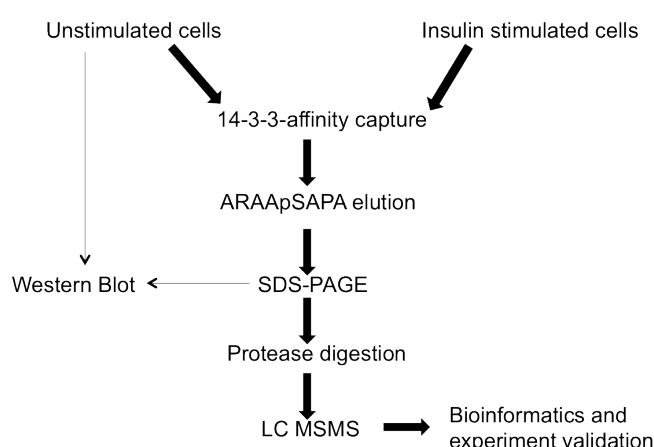 Unstimulated cells
Insulin stimulated cells
14-3-3-affinity capture
ARAApSAPA elution
Western Blot
SDS-PAGE
Protease digestion
LC MSMS
Bioinformatics and
experiment validation